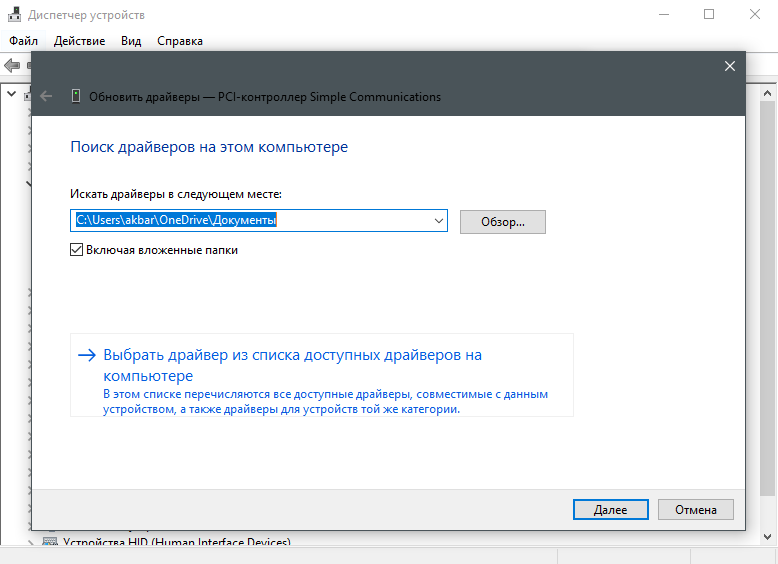 Диспетчер устройств
Файл Действие Вид Справка
Обновить драйверы — PCI-контроллер Simple Communications
Поиск драйверов на этом компьютере
Искать драйверы в следующем месте:
C:\Users\akbar\OneDrive\Документы
Обзор...
Включая вложенные папки
Выбрать драйвер из списка доступных драйверов на
компьютере
В этом списке перечисляются все доступные драйверы, совместимые с данным
устройством, а также драйверы для устройств той же категории.
Далее Отмена
Устройства HID (Human Interface Devices)